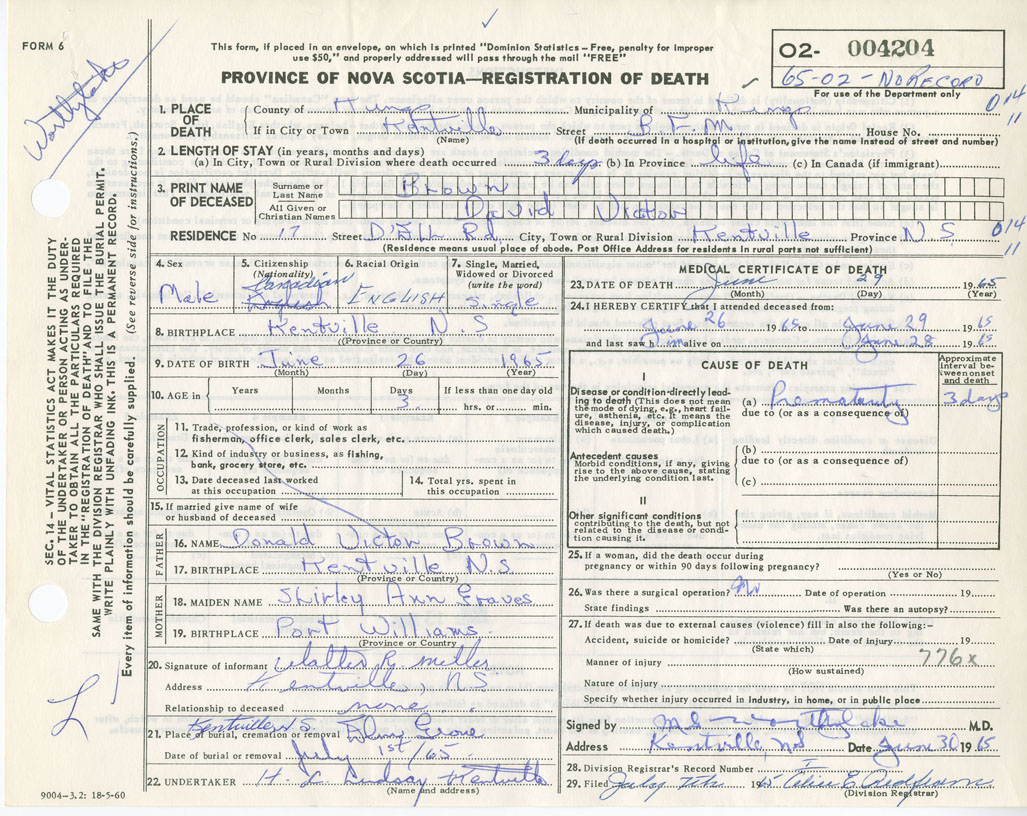 FORM 6
This form, if placed in an envelope, on which is printed "Dominion Statistics–Free, penalty for improper
use $50," and properly addressed will pass through the mail "FREE"
PROVINCE OF NOVA SCOTIA—REGISTRATION OF DEATH
O2- 004204
65-02-NO RECORD
For use of the Department only
014
11
SEC. 14 – VITAL STATISTICS ACT MAKES IT THE DUTY
OF THE UNDERTAKER OR PERSON ACTING AS UNDER-
TAKER TO OBTAIN ALL THE PARTICULARS REQUIRED
IN THE "REGISTRATION OF DEATH" AND TO FILE THE
SAME WITH THE DIVISION REGISTRAR WHO SHALL ISSUE THE BURIAL PERMIT.
WRITE PLAINLY WITH UNFADING INK. THIS IS A PERMANENT RECORD.
Every item of information should be carefully supplied. (See reverse side for instructions.)
1. PLACE OF DEATH
County of Kings Municipality of Kings
If in City or Town Kentville Street B.F.M. House No.
(Name) (If death occurred in a hospital or institution, give the name instead of street and number)
2. LENGTH OF STAY (in years, months and days)
(a) In City, Town or Rural Division where death occurred 3 days (b) In Province life (c) In Canada (if immigrant)
3. PRINT NAME OF DECEASED
Surname or Last Name Brown
All Given or Christian Names David Victor
RESIDENCE No 17 Street Rd. City, Town or Rural Division Kentville Province N S
014
11
(Residence means place of abode. Post Office Address for residents in rural parts not sufficient)
4. Sex Male
5. Citizenship (Nationality) Canadian English
6. Racial Origin ENGLISH
7. Single, Married, Widowed or Divorced (write the word) Single
8. BIRTHPLACE Kentville N.S
(Province or Country)
9. DATE OF BIRTH June 26 1965
(Month) (Day) (Year)
10. AGE in Years Months Days 3 If less than one day old hrs. or min.
OCCUPATION
11. Trade, profession, or kind of work as
fisherman, office clerk, sales clerk, etc.
12. Kind of industry or business, as fishing,
bank, grocery store, etc.
13. Date deceased last worked
at this occupation
14. Total yrs. spent in
this occupation
15. If married give name of wife
or husband of deceased
FATHER
16. NAME Donald Victor Brown
17. BIRTHPLACE Kentville N.S
(Province or Country)
MOTHER
18. MAIDEN NAME Shirley Ann Graves
19. BIRTHPLACE Port Williams
(Province or Country)
20. Signature of informant Walter R. Miller
Address Kentville, N.S
Relationship to deceased none
Kentville N.S.
21. Place of burial, cremation or removal Elm Grove
Date of burial or removal July 1st/65
22. UNDERTAKER H. L. Lindsay Kentville
(Name and address)
9004-3.2: 18-5-60
MEDICAL CERTIFICATE OF DEATH
23. DATE OF DEATH June 29 1965
(Month) (Day) (Year)
24. I HEREBY CERTIFY that I attended deceased from:
June 26 1965 to June 29 1965
and last saw him alive on June 28 1965
CAUSE OF DEATH
Approximate interval between onset and death
I
Disease or condition directly leading to death (This does not mean the mode of dying, e.g., heart failure, asthenia, etc. It means the disease, injury, or complication which caused death.)
(a) Prematurity 3 days
due to (or as a consequence of)
Antecedent causes
Morbid conditions, if any, giving rise to the above cause, stating the underlying condition last.
(b)
due to (or as a consequence of)
(c)
II
Other significant conditions
contributing to the death, but not related to the disease or condition causing it.
25. If a woman, did the death occur during
pregnancy or within 90 days following pregnancy?
(Yes or No)
26. Was there a surgical operation? No Date of operation 19
State findings Was there an autopsy?
27. If death was due to external causes (violence) fill in also the following:-
Accident, suicide or homicide? Date of injury 19
(State which)
Manner of injury 776x
(How sustained)
Nature of injury
Specify whether injury occurred in industry, in home, or in public place
Signed by M.D.
Address Kentville, N.S Date June 30 1965
28. Division Registrar's Record Number
29. Filed July 7th 1965
(Division Registrar)